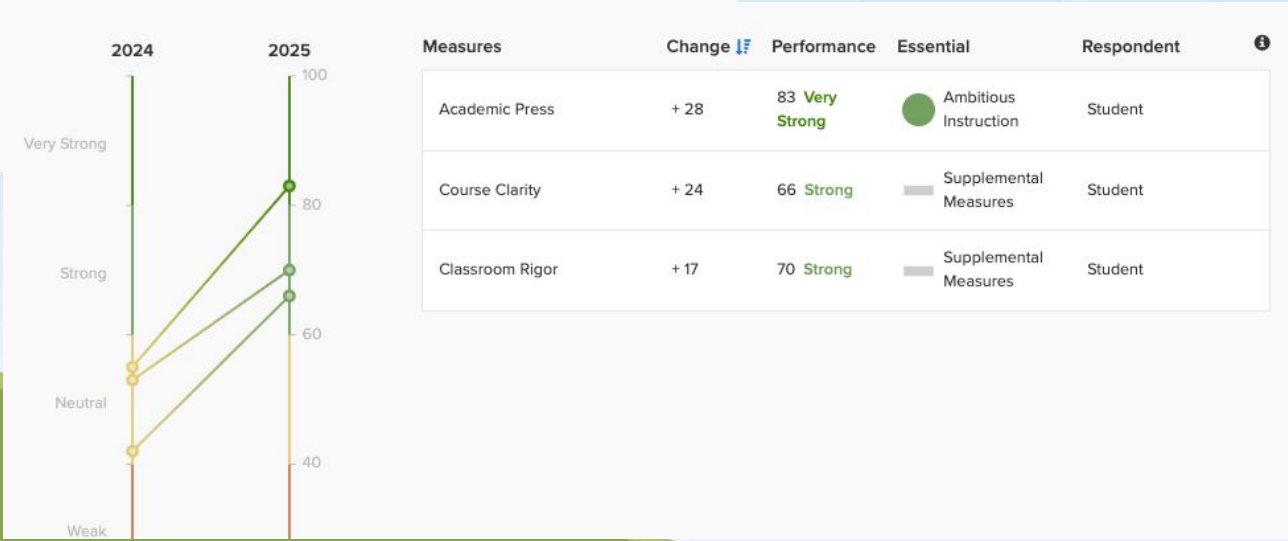 2024 2025
100
Very Strong
80
Strong
60
Neutral
40
Weak
Measures Change Performance Essential Respondent
Academic Press + 28 83 Very Strong Ambitious Instruction Student
Course Clarity + 24 66 Strong Supplemental Measures Student
Classroom Rigor + 17 70 Strong Supplemental Measures Student